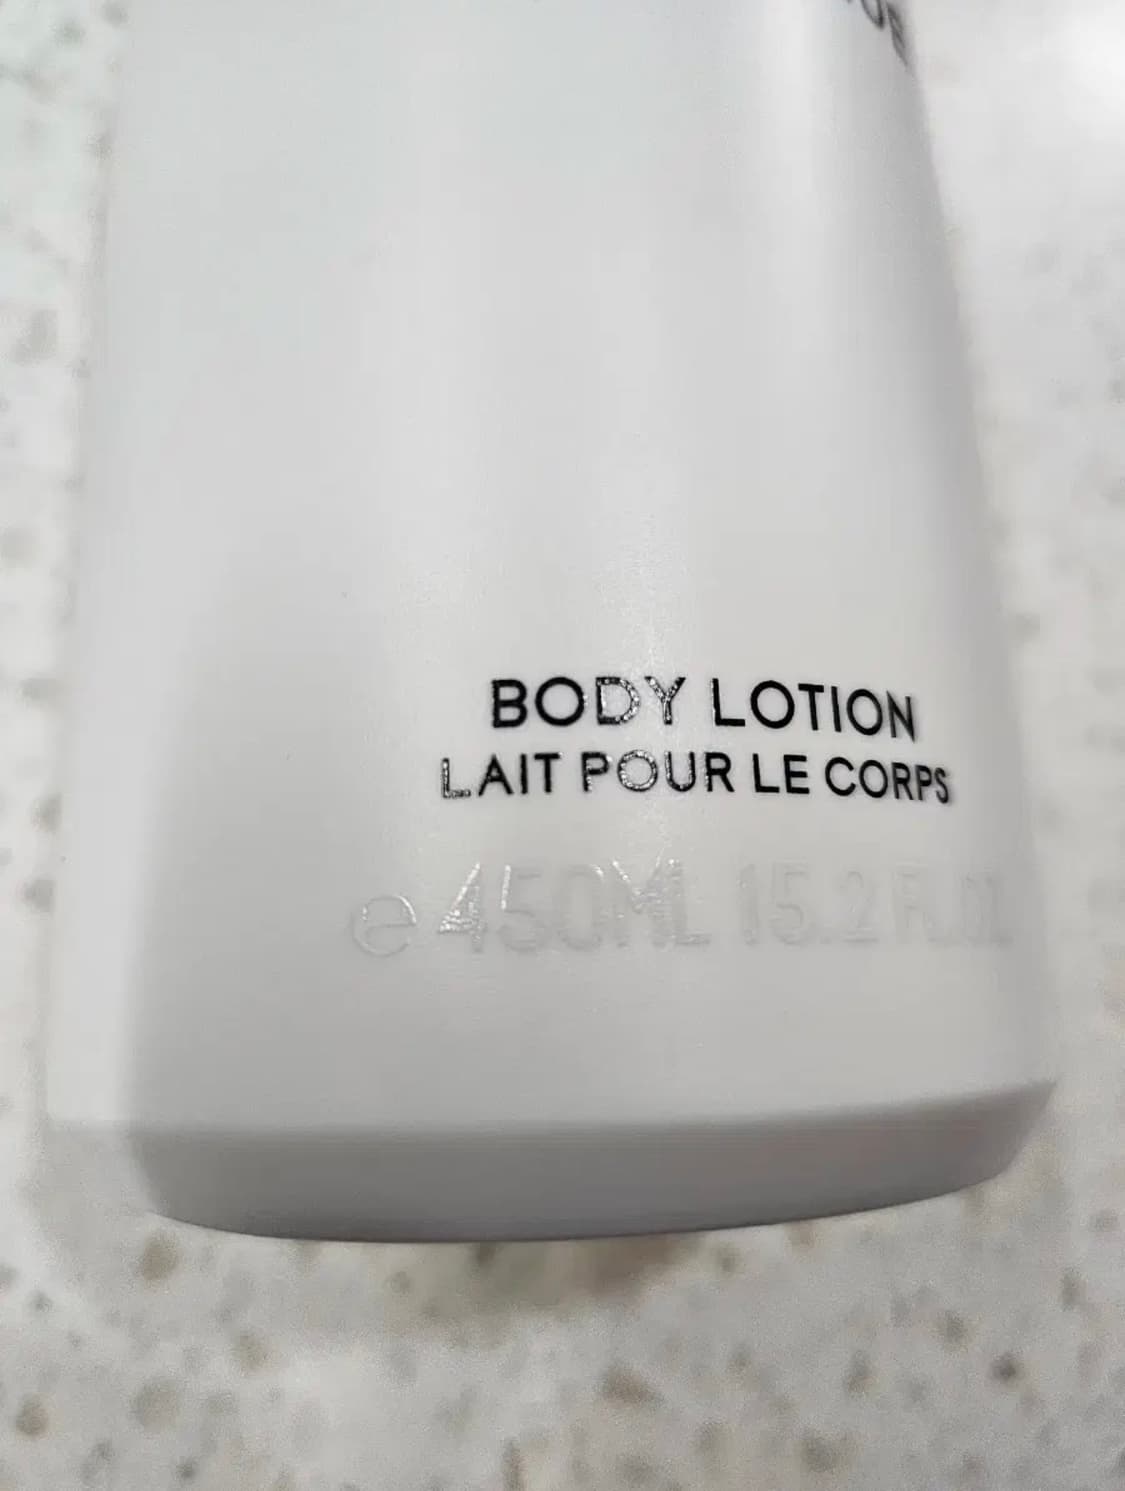 BODY LOTION
LAIT POUR LE CORPS
e 450ML 15.2 FL.OZ